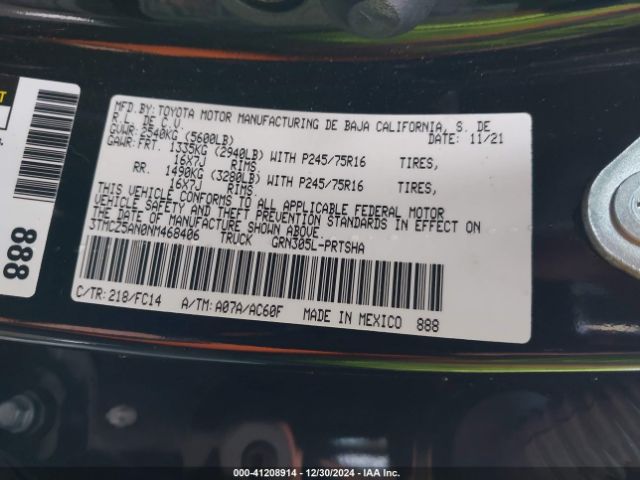 MFD.BY: TOYOTA MOTOR MANUFACTURING DE BAJA CALIFORNIA, S. DE
R.L. DE C.V. DATE: 11/21
GVWR: 2540KG (5600LB)
GAWR: FRT. 1335KG (2940LB) WITH P245/75R16 TIRES,
16X7J RIMS
RR. 1490KG (3280LB) WITH P245/75R16 TIRES,
16X7J RIMS
THIS VEHICLE CONFORMS TO ALL APPLICABLE FEDERAL MOTOR
VEHICLE SAFETY AND THEFT PREVENTION STANDARDS IN EFFECT ON
THE DATE OF MANUFACTURE SHOWN ABOVE.
3TMCZ5AN0NM468406 TRUCK GRN305L-PRTSHA
C/TR: 218/FC14 A/TM: A07A/AC60F MADE IN MEXICO 888
888
000-41208914 - 12/30/2024 - IAA Inc.